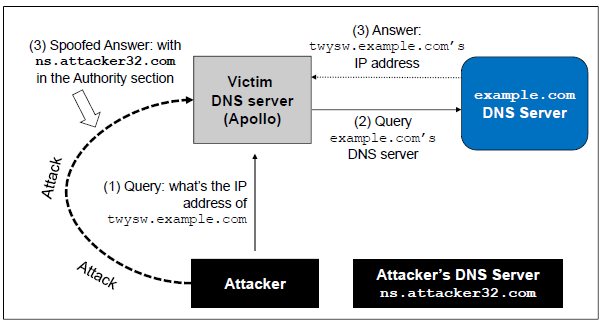 (3) Spoofed Answer: with
ns.attacker32.com
in the Authority section
Victim
DNS server
(Apollo)
(3) Answer:
twysw.example.com's
IP address
example.com
DNS Server
(2) Query
example.com's
DNS server
Attack
(1) Query: what's the IP
address of
twysw.example.com
Attack
Attacker
Attacker's DNS Server
ns.attacker32.com